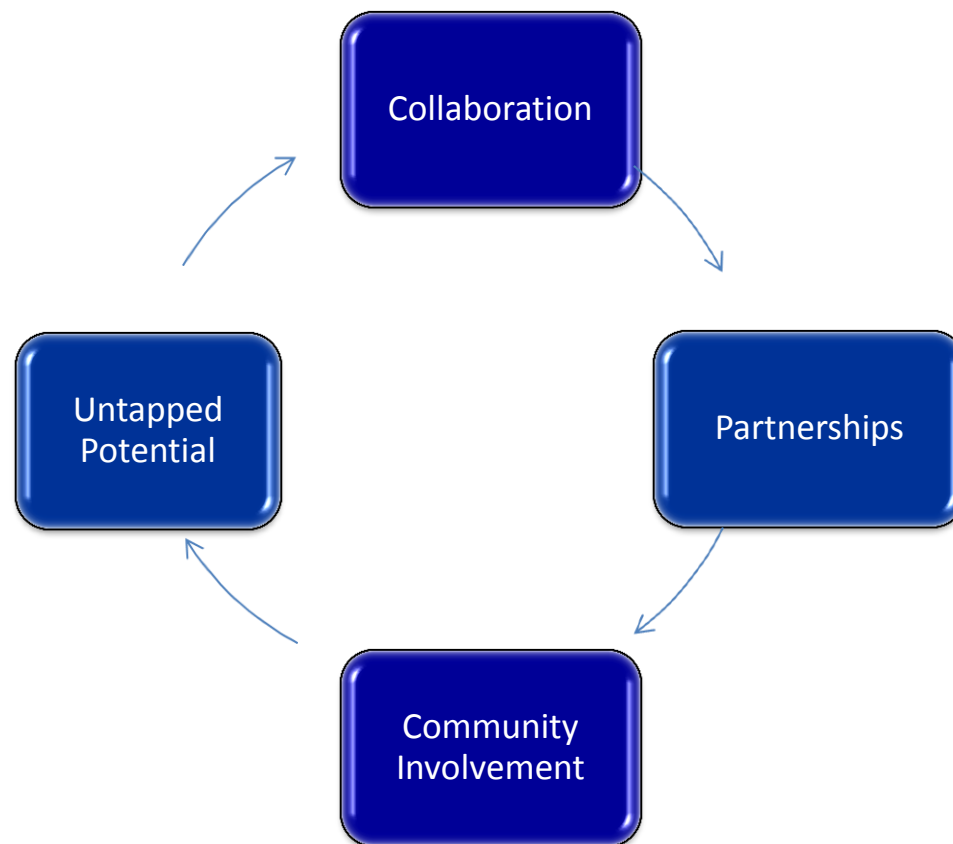 Collaboration
Partnerships
Community
Involvement
Untapped
Potential